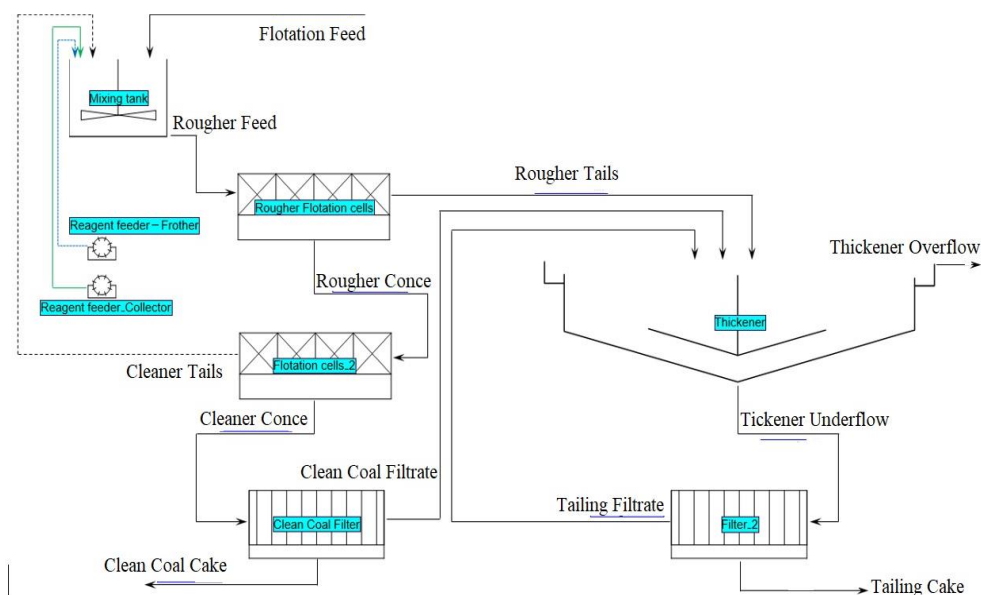 Flotation Feed
Mixing tank
Rougher Feed
Rougher Tails
Rougher Flotation cells
Reagent feeder-Frother
Thickener Overflow
Rougher Conce
Reagent feeder_Collector
Thickener
Flotation cells_2
Cleaner Tails
Cleaner Conce
Tickener Underflow
Clean Coal Filtrate
Tailing Filtrate
Clean Coal Filter
Filter_2
Clean Coal Cake
Tailing Cake